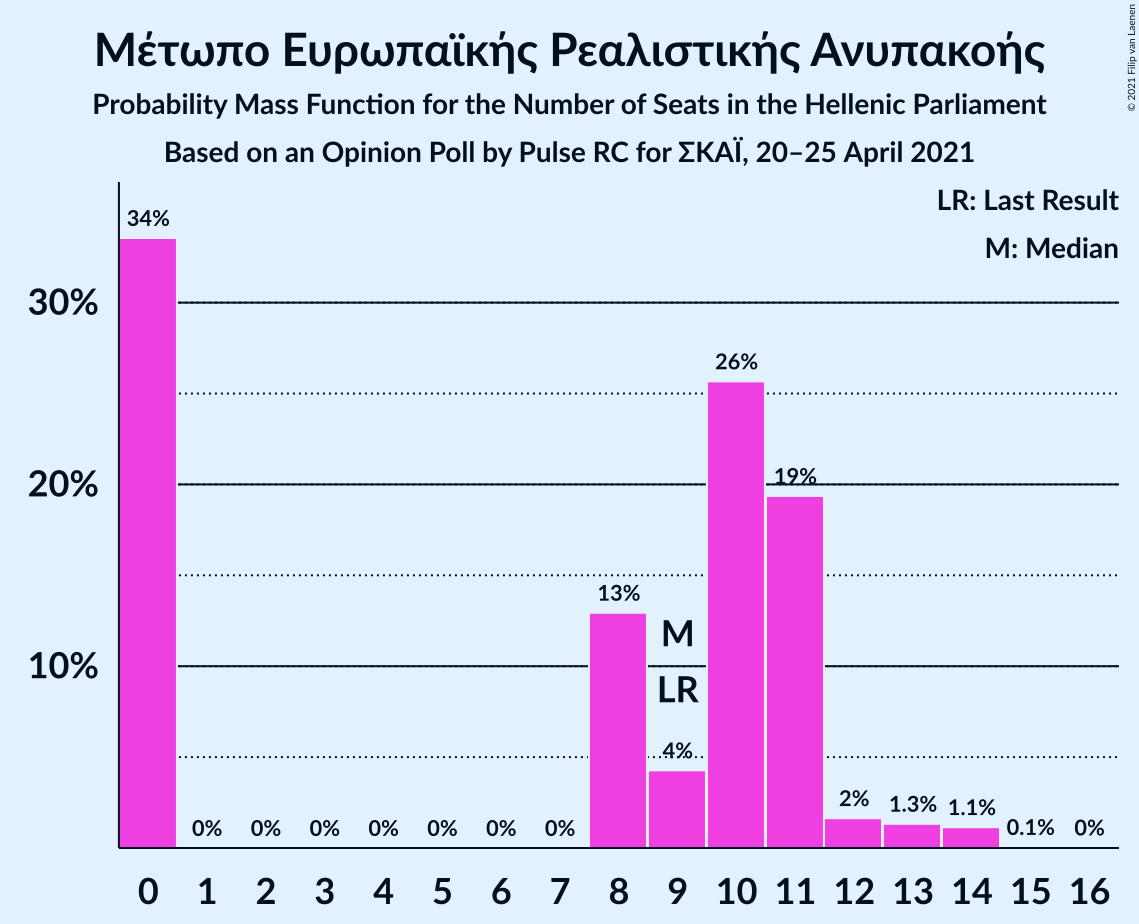 Μέτωπο Ευρωπαϊκής Ρεαλιστικής Ανυπακοής
Probability Mass Function for the Number of Seats in the Hellenic Parliament
Based on an Opinion Poll by Pulse RC for ΣΚΑΪ, 20–25 April 2021
© 2021 Filip van Laenen
LR: Last Result
M: Median
34%
30%
26%
20%
19%
13%
M
10%
LR
4%
0% 0% 0% 0% 0% 0% 0% 2% 1.3% 1.1% 0.1% 0%
0 1 2 3 4 5 6 7 8 9 10 11 12 13 14 15 16